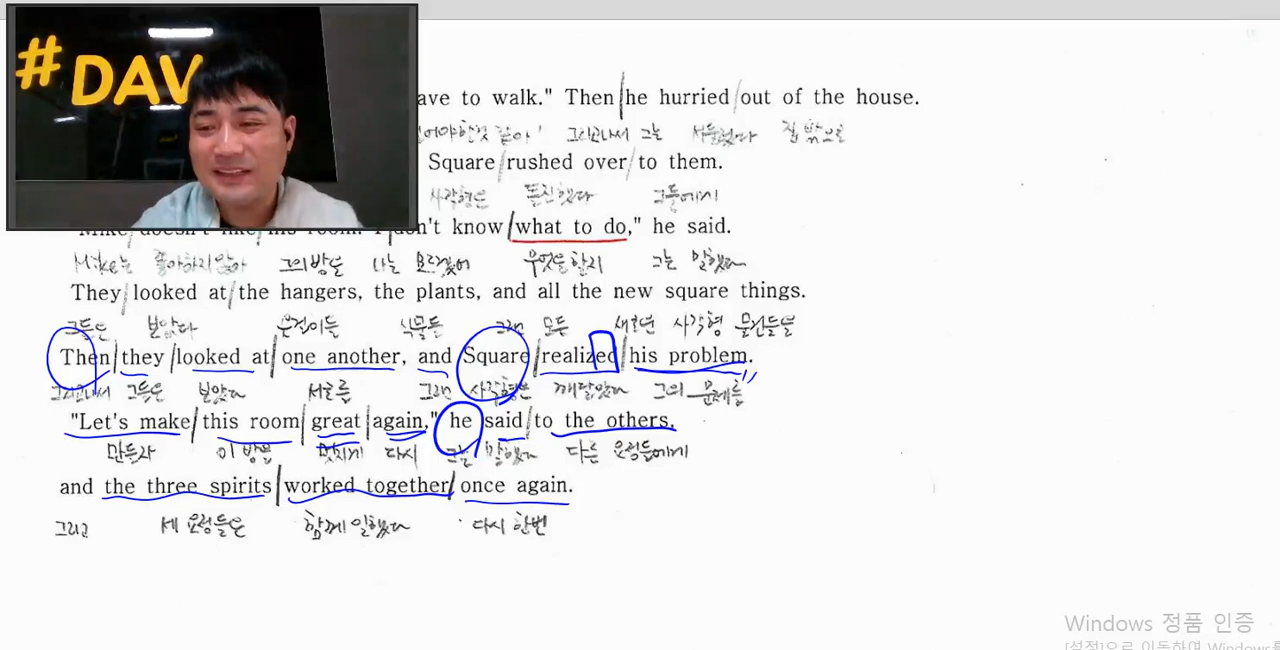 #DAV
ave to walk." Then he hurried out of the house.
어야 한것 같아' 그리고나서 그는 서둘렀다 집 밖으로
Square rushed over to them.
사각형은 돌진했다 그들에게
"Mike doesn't like his room. I don't know what to do," he said.
Mike는 좋아하지않아 그의방을 나는 모르겠어 무엇을할지 그는 말했다
They looked at the hangers, the plants, and all the new square things.
그들은 보았다 옷걸이들 식물들 그리고 모든 새로운 사각형 물건들을
Then they looked at one another, and Square realized his problem.
그리고나서 그들은 보았다 서로를 그리고 사각형은 깨달았다 그의 문제를
"Let's make this room great again," he said to the others,
만들자 이 방을 멋지게 다시 그는 말했다 다른 요정들에게
and the three spirits worked together once again.
그리고 세 요정들은 함께 일했다 다시 한번
Windows 정품 인증